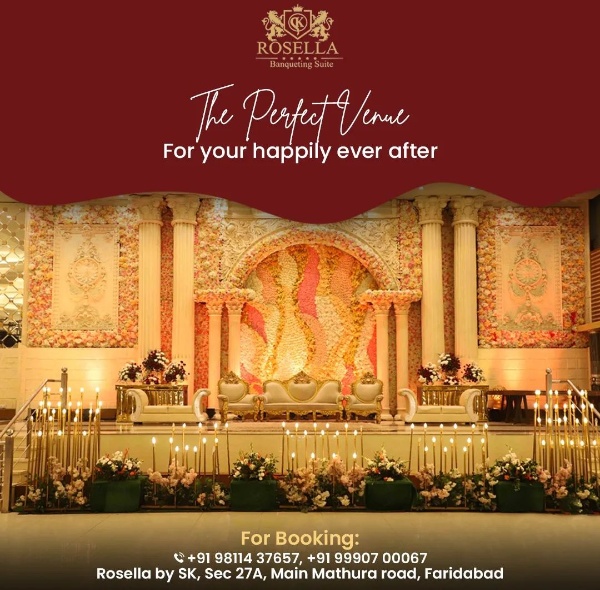 SK
ROSELLA
Banqueting Suite
The Perfect Venue
For your happily ever after
For Booking:
+91 98114 37657, +91 99907 00067
Rosella by SK, Sec 27A, Main Mathura road, Faridabad